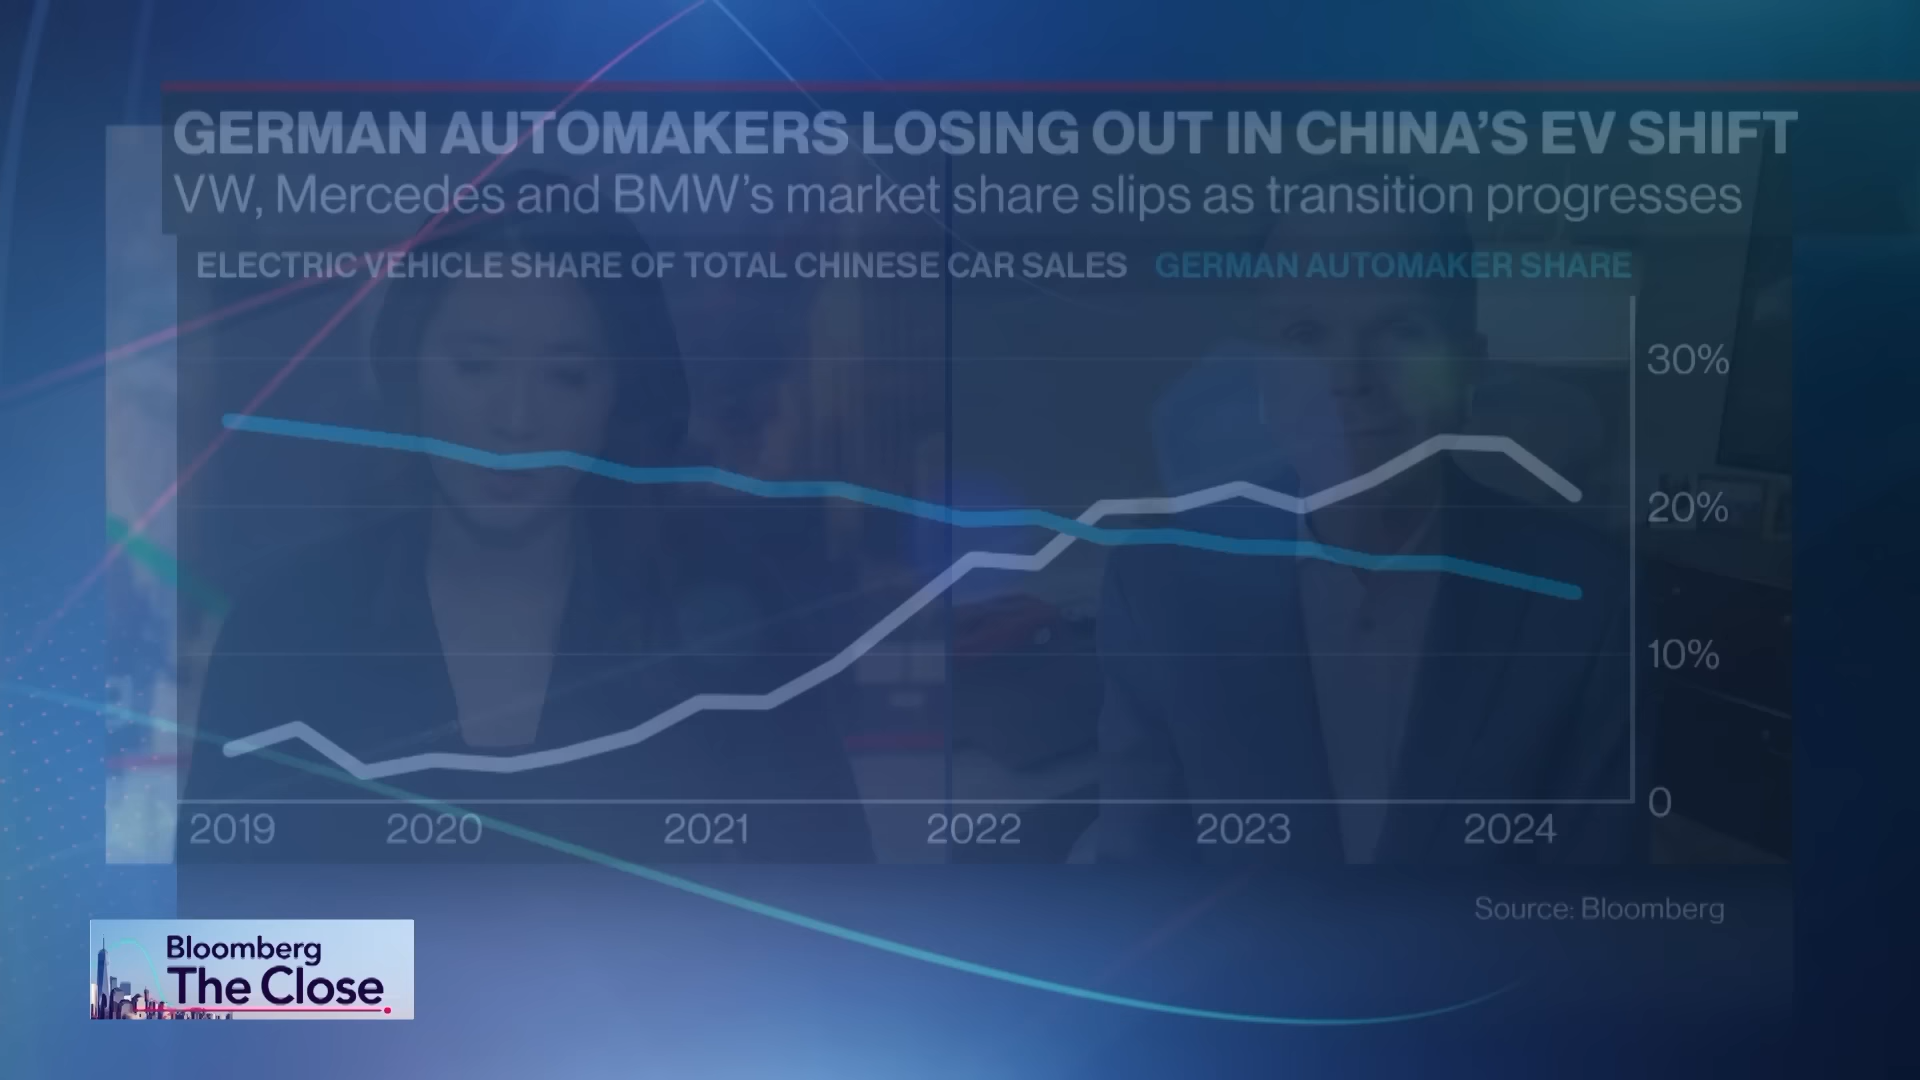 GERMAN AUTOMAKERS LOSING OUT IN CHINA'S EV SHIFT
VW, Mercedes and BMW's market share slips as transition progresses
ELECTRIC VEHICLE SHARE OF TOTAL CHINESE CAR SALES GERMAN AUTOMAKER SHARE
30%
20%
10%
0
2019 2020 2021 2022 2023 2024
Source: Bloomberg
Bloomberg
The Close